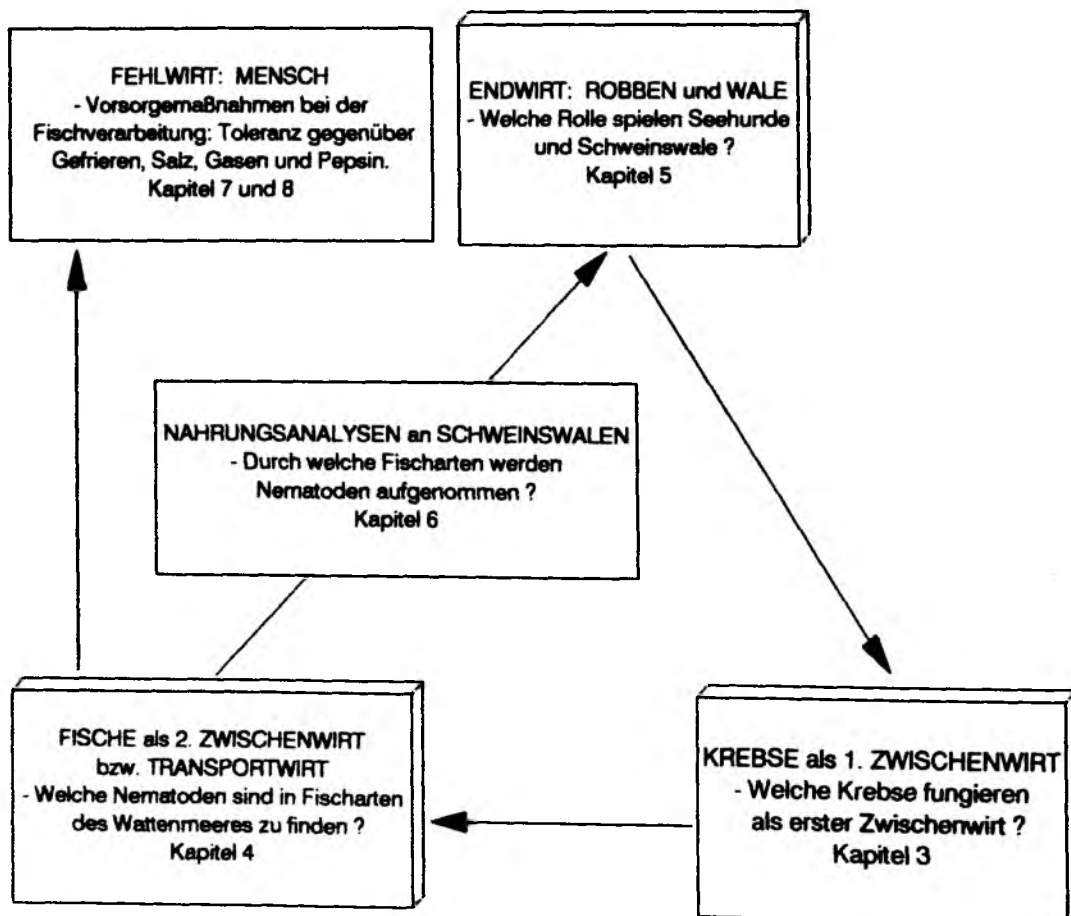 FEHLWIRT: MENSCH
- Vorsorgemaßnahmen bei der
Fischverarbeitung: Toleranz gegenüber
Gefrieren, Salz, Gasen und Pepsin.
Kapitel 7 und 8
ENDWIRT: ROBBEN und WALE
- Welche Rolle spielen Seehunde
und Schweinswale ?
Kapitel 5
NAHRUNGSANALYSEN an SCHWEINSWALEN
- Durch welche Fischarten werden
Nematoden aufgenommen ?
Kapitel 6
FISCHE als 2. ZWISCHENWIRT
bzw. TRANSPORTWIRT
- Welche Nematoden sind in Fischarten
des Wattenmeeres zu finden ?
Kapitel 4
KREBSE als 1. ZWISCHENWIRT
- Welche Krebse fungieren
als erster Zwischenwirt ?
Kapitel 3